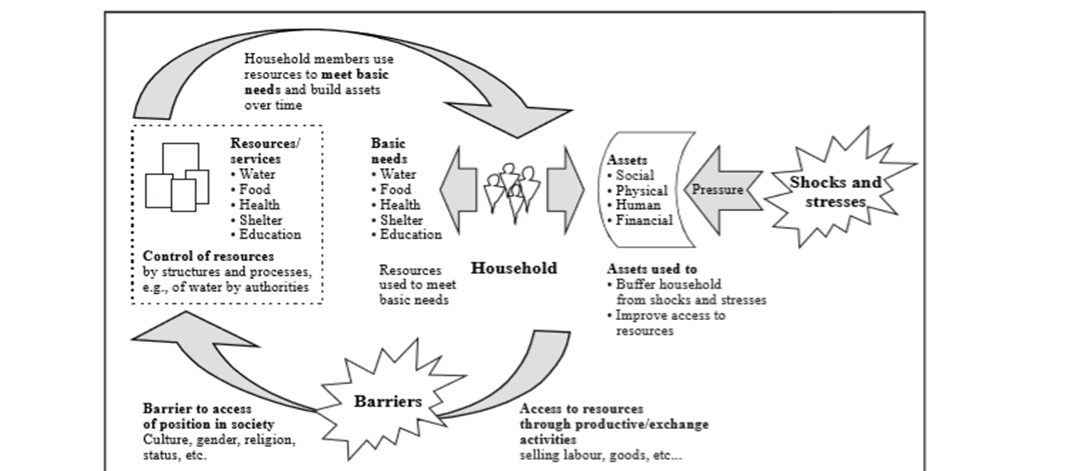 Household members use
resources to meet basic
needs and build assets
over time
Resources/
services
• Water
• Food
• Health
• Shelter
• Education
Control of resources
by structures and processes,
e.g., of water by authorities
Basic
needs
• Water
• Food
• Health
• Shelter
• Education
Resources
used to meet
basic needs
Household
Assets
• Social
• Physical
• Human
• Financial
Pressure
Shocks and
stresses
Assets used to
• Buffer household
from shocks and stresses
• Improve access to
resources
Barriers
Barrier to access
of position in society
Culture, gender, religion,
status, etc.
Access to resources
through productive/exchange
activities
selling labour, goods, etc...